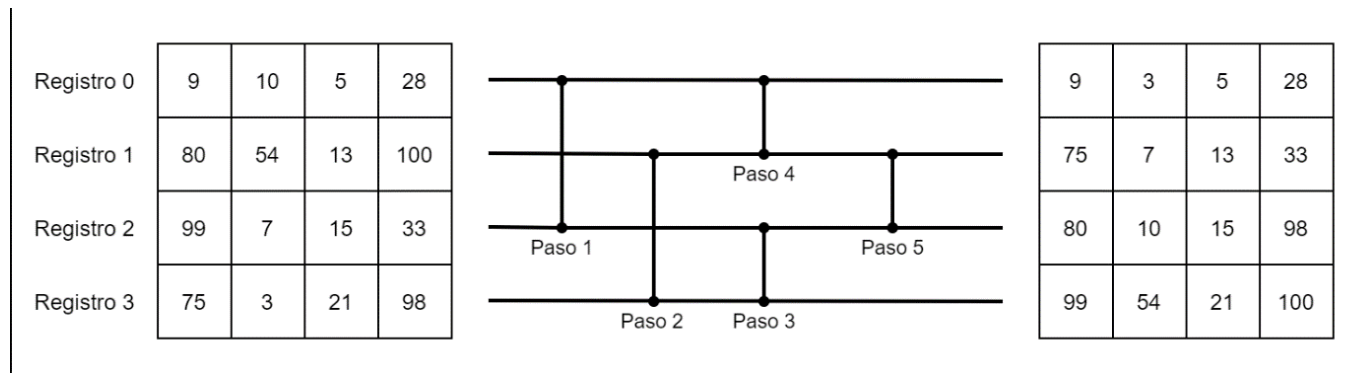 Registro 0 9 10 5 28 9 3 5 28
Registro 1 80 54 13 100 75 7 13 33
Paso 4
Registro 2 99 7 15 33 80 10 15 98
Paso 1 Paso 5
Registro 3 75 3 21 98 99 54 21 100
Paso 2 Paso 3